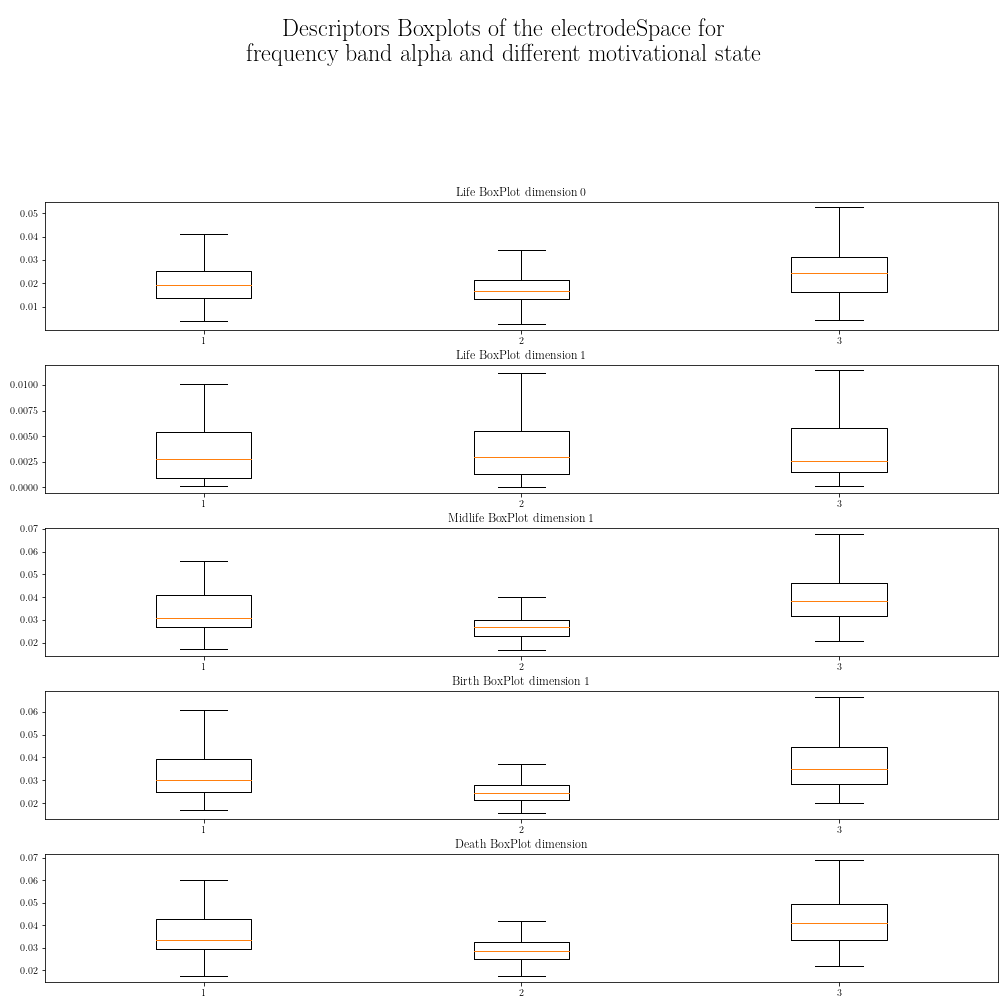 Descriptors Boxplots of the electrodeSpace for
frequency band alpha and different motivational state
Life BoxPlot dimension 0
0.05
0.04
0.03
0.02
0.01
1 2 3
Life BoxPlot dimension 1
0.0100
0.0075
0.0050
0.0025
0.0000
1 2 3
Midlife BoxPlot dimension 1
0.07
0.06
0.05
0.04
0.03
0.02
1 2 3
Birth BoxPlot dimension 1
0.06
0.05
0.04
0.03
0.02
1 2 3
Death BoxPlot dimension
0.07
0.06
0.05
0.04
0.03
0.02
1 2 3